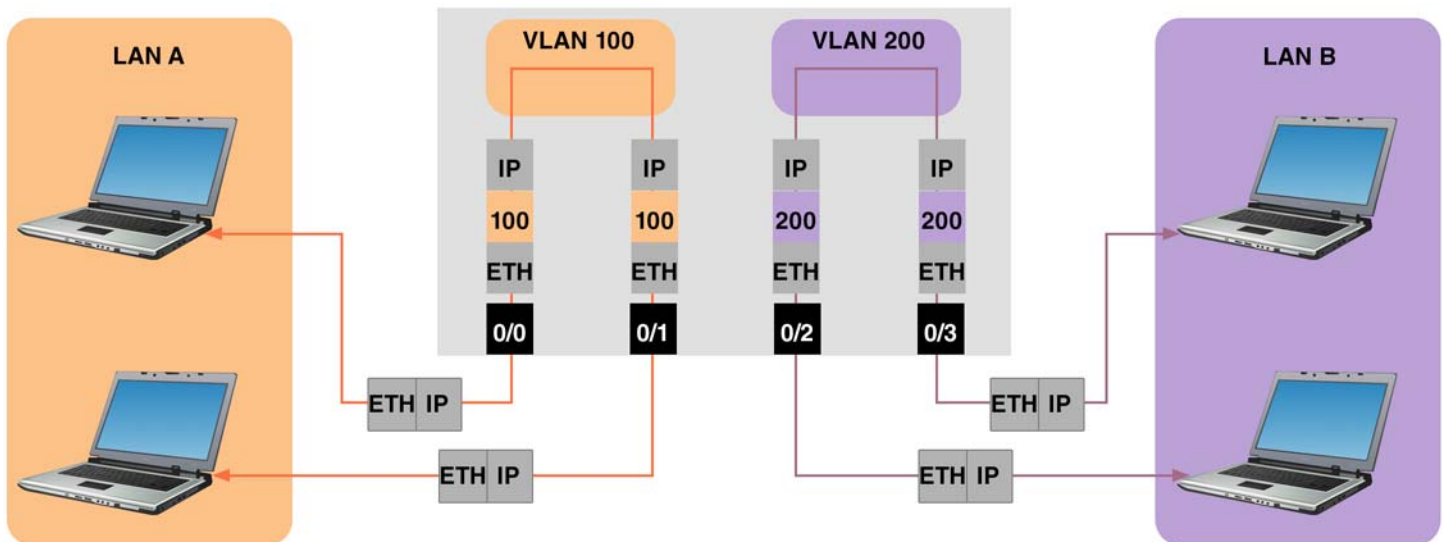 LAN A
VLAN 100
VLAN 200
LAN B
IP
IP
IP
IP
100
100
200
200
ETH
ETH
ETH
ETH
0/0
0/1
0/2
0/3
ETH IP
ETH IP
ETH IP
ETH IP